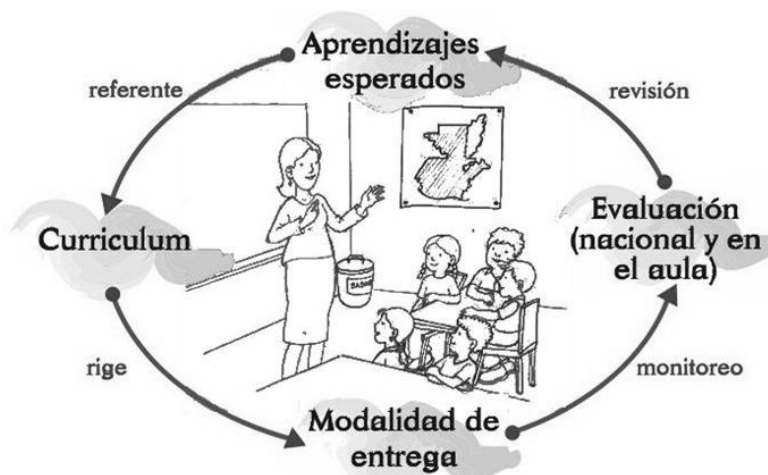 Aprendizajes
esperados
referente
revisión
Curriculum
Evaluación
(nacional y en
el aula)
rige
monitoreo
Modalidad de
entrega